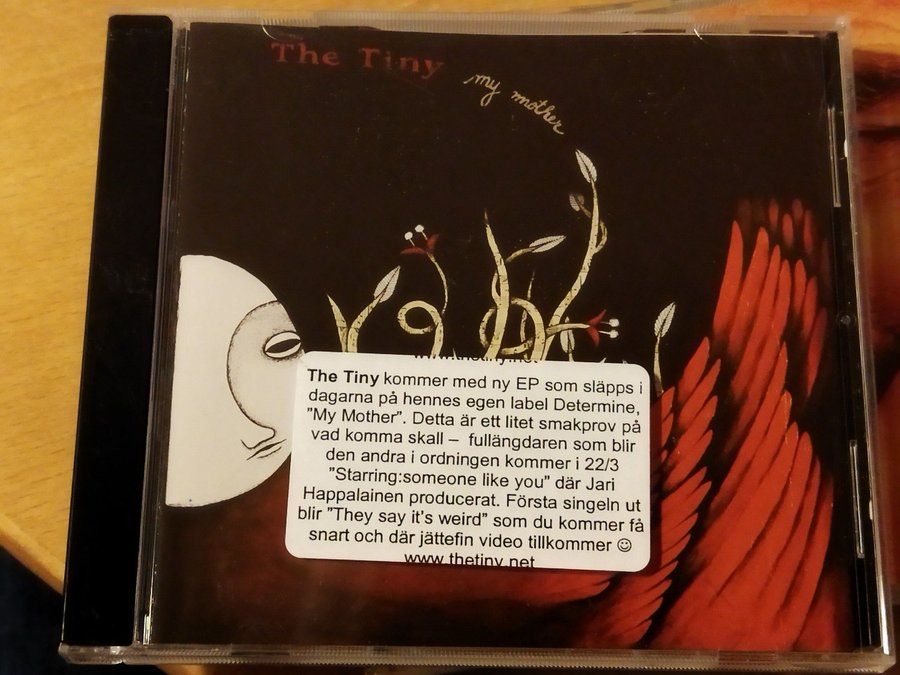 The Tiny
my mother
www.thetiny.net
The Tiny kommer med ny EP som släpps i
dagarna på hennes egen label Determine,
"My Mother". Detta är ett litet smakprov på
vad komma skall – fullängdaren som blir
den andra i ordningen kommer i 22/3
"Starring:someone like you" där Jari
Happalainen producerat. Första singeln ut
blir "They say it's weird" som du kommer få
snart och där jättefin video tillkommer ☺
www.thetiny.net